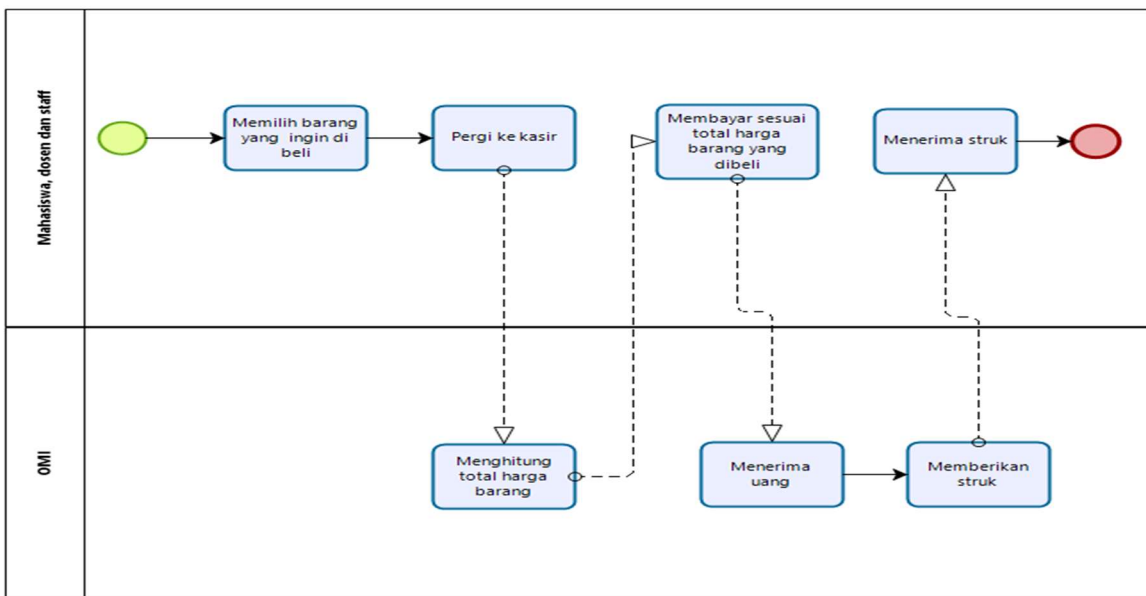 Mahasiswa, dosen dan staff
Memilih barang
yang ingin di
beli
Pergi ke kasir
Membayar sesuai
total harga
barang yang
dibeli
Menerima struk
OMI
Menghitung
total harga
barang
Menerima
uang
Memberikan
struk